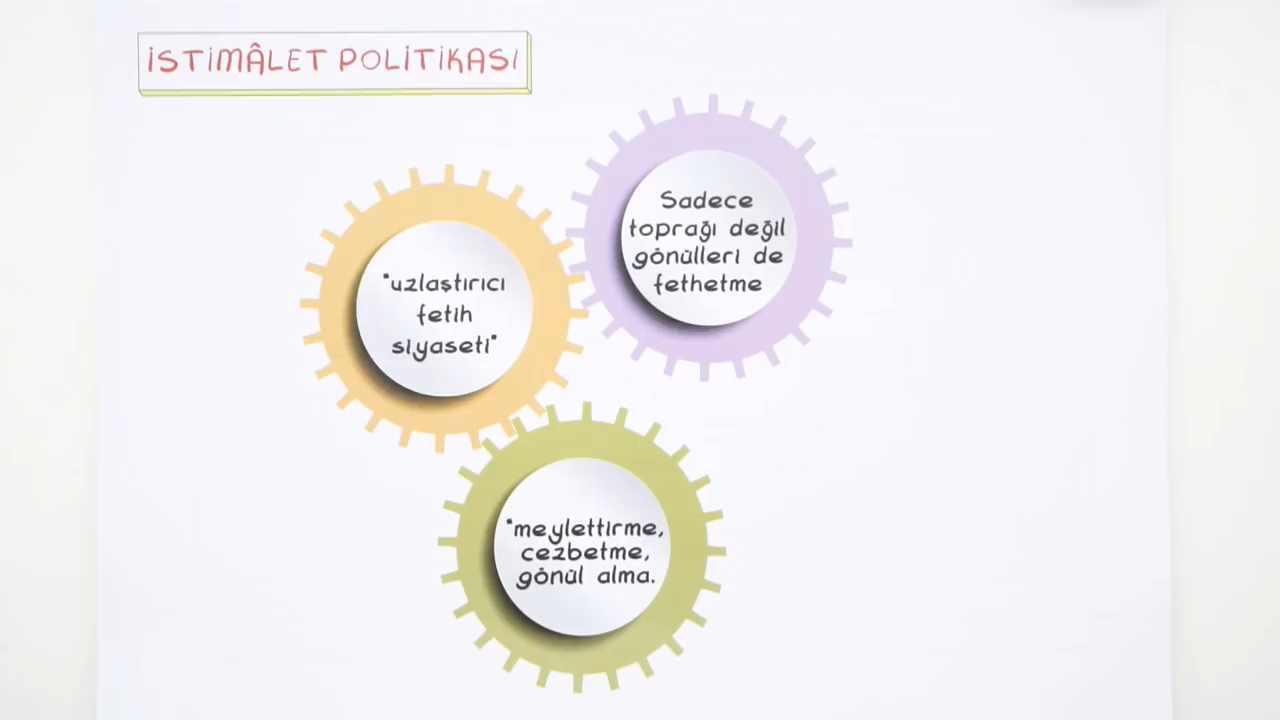 İSTİMÂLET POLİTİKASI
"uzlaştırıcı
fetih
siyaseti"
Sadece
toprağı değil
gönülleri de
fethetme
"meylettirme,
cezbetme,
gönül alma.